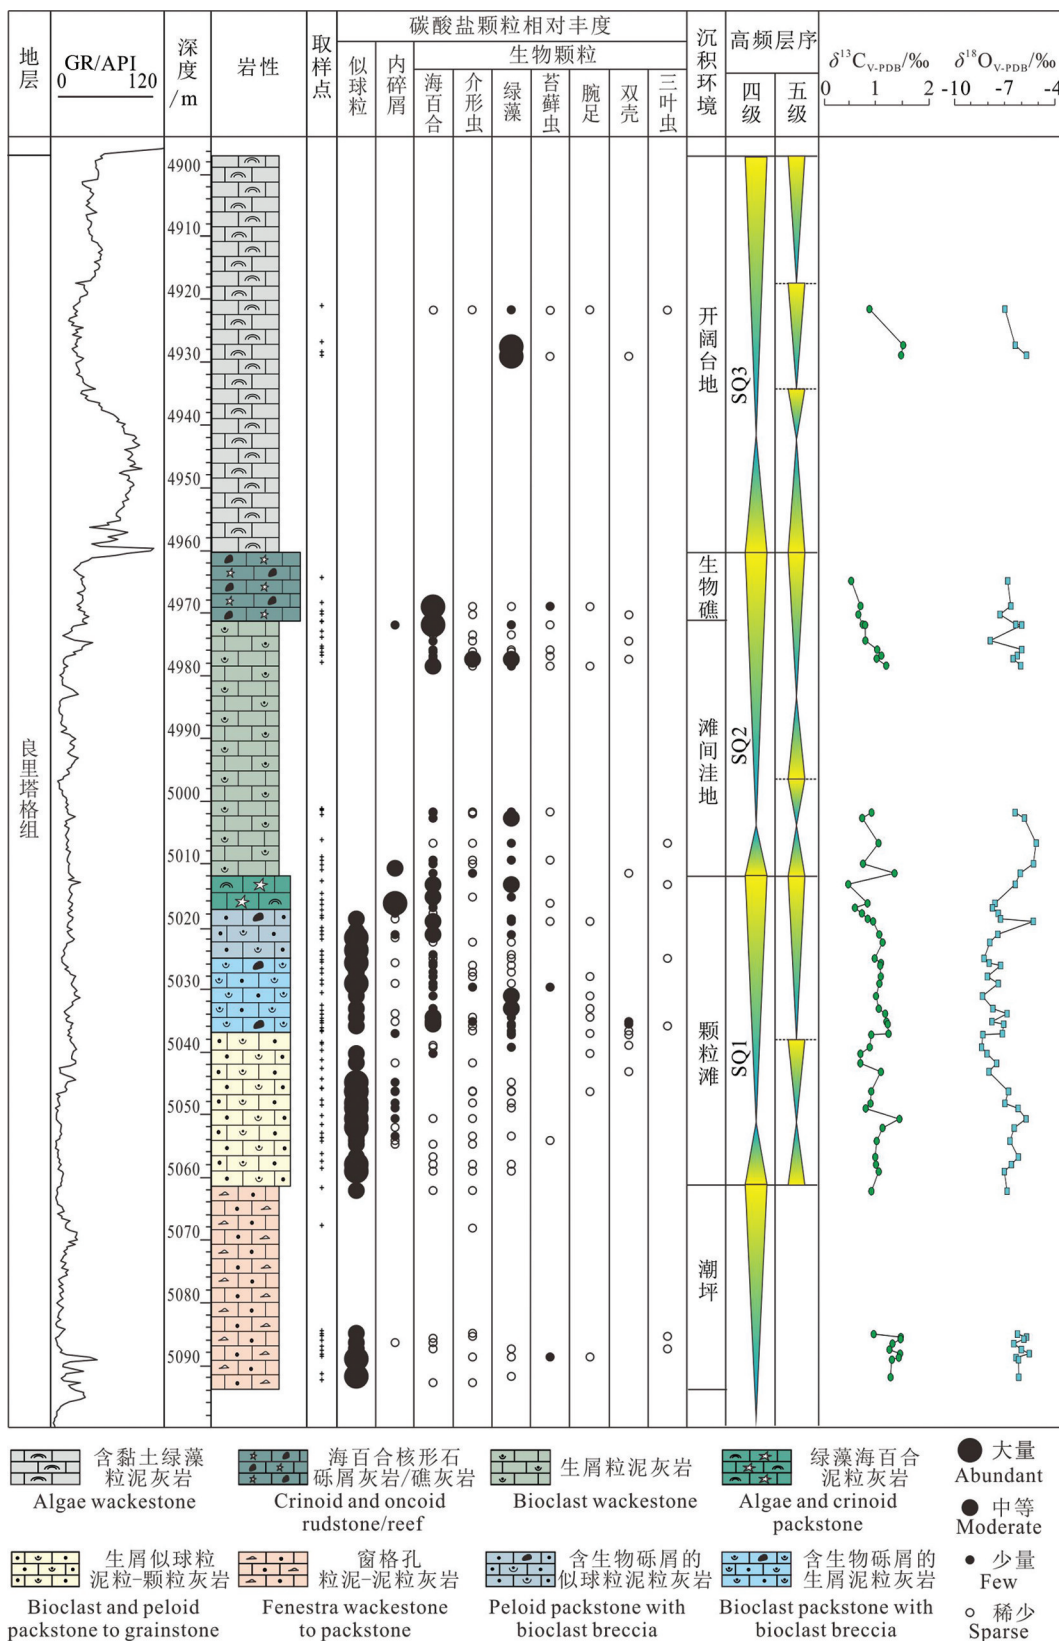 地层
GR/API
0 120
深度/m
岩性
取样点
碳酸盐颗粒相对丰度
似球粒
内碎屑
生物颗粒
海百合
介形虫
绿藻
苔藓虫
腕足
双壳
三叶虫
沉积环境
高频层序
四级
五级
δ13CV-PDB/‰
0 1 2
δ18OV-PDB/‰
-10 -7 -4
良里塔格组
4900
4910
4920
4930
4940
4950
4960
4970
4980
4990
5000
5010
5020
5030
5040
5050
5060
5070
5080
5090
开阔台地
生物礁
滩间洼地
颗粒滩
潮坪
SQ3
SQ2
SQ1
含黏土绿藻
粒泥灰岩
Algae wackestone
海百合核形石
砾屑灰岩/礁灰岩
Crinoid and oncoid
rudstone/reef
生屑粒泥灰岩
Bioclast wackestone
绿藻海百合
泥粒灰岩
Algae and crinoid
packstone
大量
Abundant
中等
Moderate
少量
Few
稀少
Sparse
生屑似球粒
泥粒-颗粒灰岩
Bioclast and peloid
packstone to grainstone
窗格孔
粒泥-泥粒灰岩
Fenestra wackestone
to packstone
含生物砾屑的
似球粒泥粒灰岩
Peloid packstone with
bioclast breccia
含生物砾屑的
生屑泥粒灰岩
Bioclast packstone with
bioclast breccia